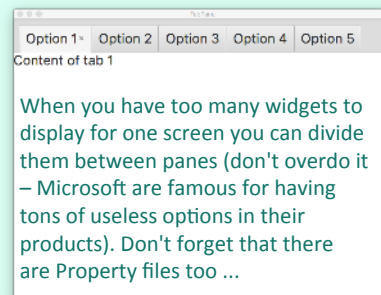 Option 1× Option 2 Option 3 Option 4 Option 5
Content of tab 1
When you have too many widgets to
display for one screen you can divide
them between panes (don't overdo it
– Microsoft are famous for having
tons of useless options in their
products). Don't forget that there
are Property files too ...